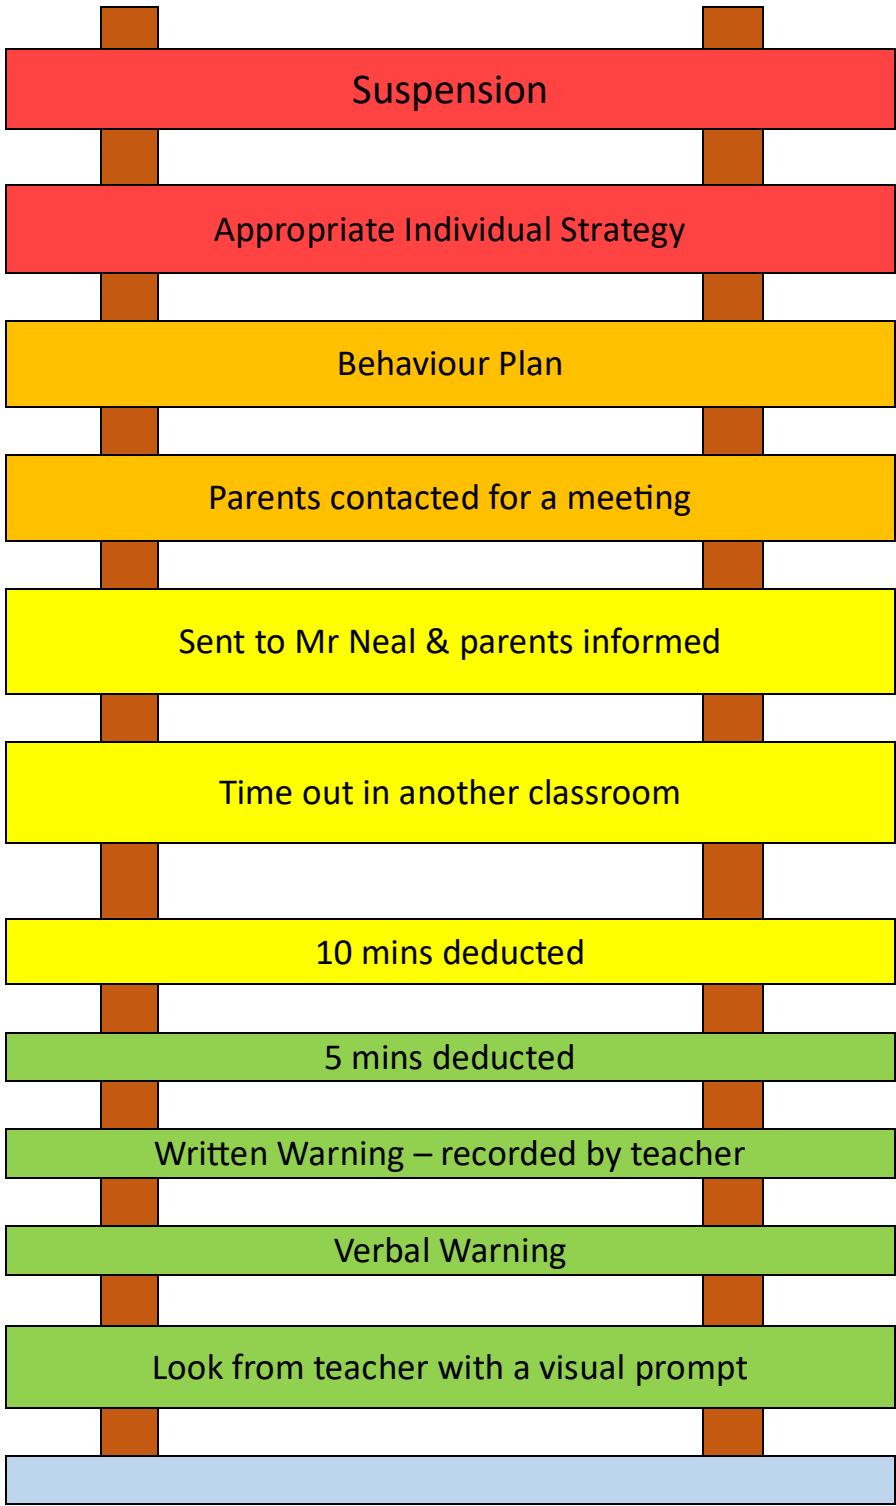 Suspension
Appropriate Individual Strategy
Behaviour Plan
Parents contacted for a meeting
Sent to Mr Neal & parents informed
Time out in another classroom
10 mins deducted
5 mins deducted
Written Warning – recorded by teacher
Verbal Warning
Look from teacher with a visual prompt